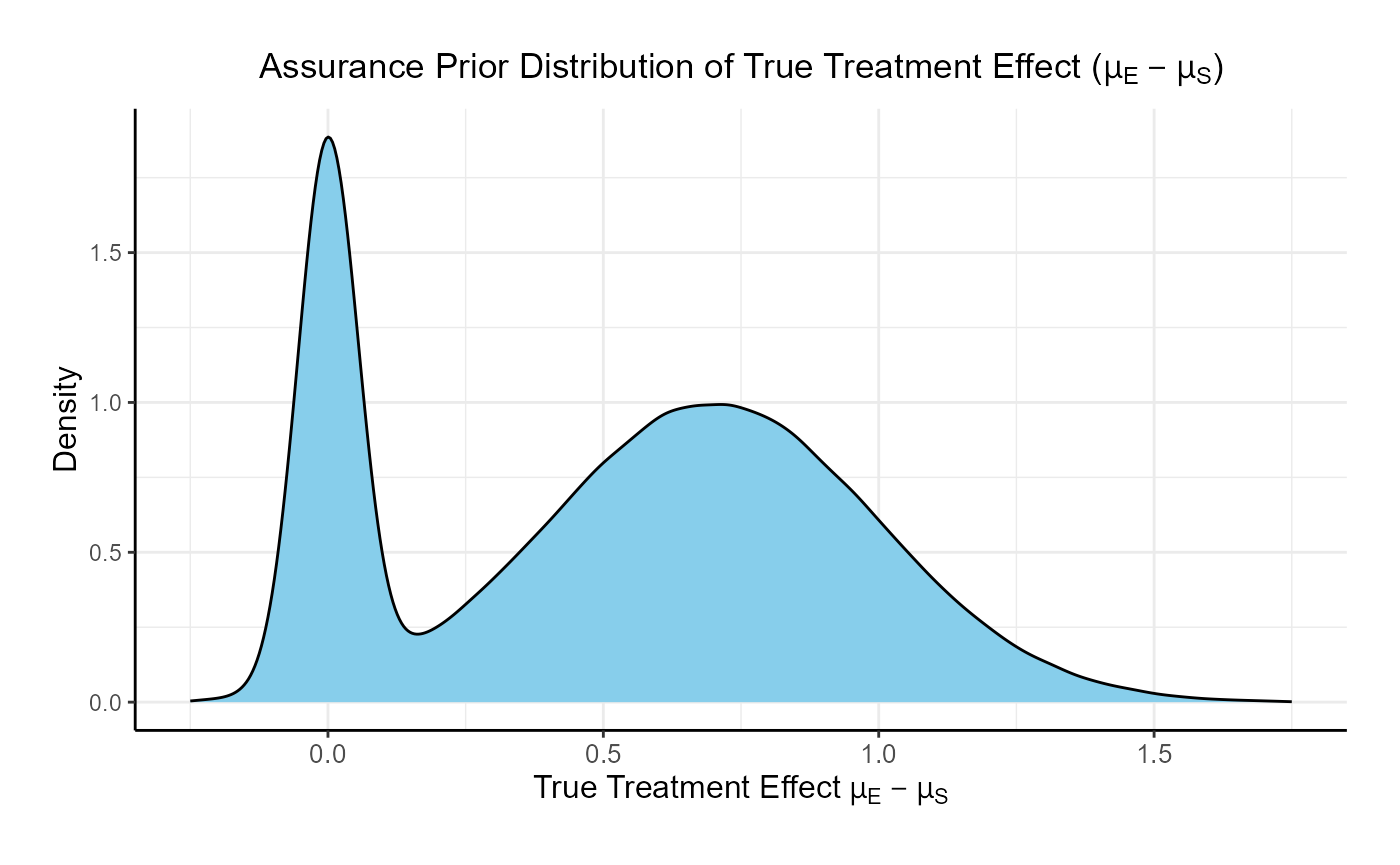 Assurance Prior Distribution of True Treatment Effect (μE − μS)
Density
1.5
1.0
0.5
0.0
0.0 0.5 1.0 1.5
True Treatment Effect μE − μS